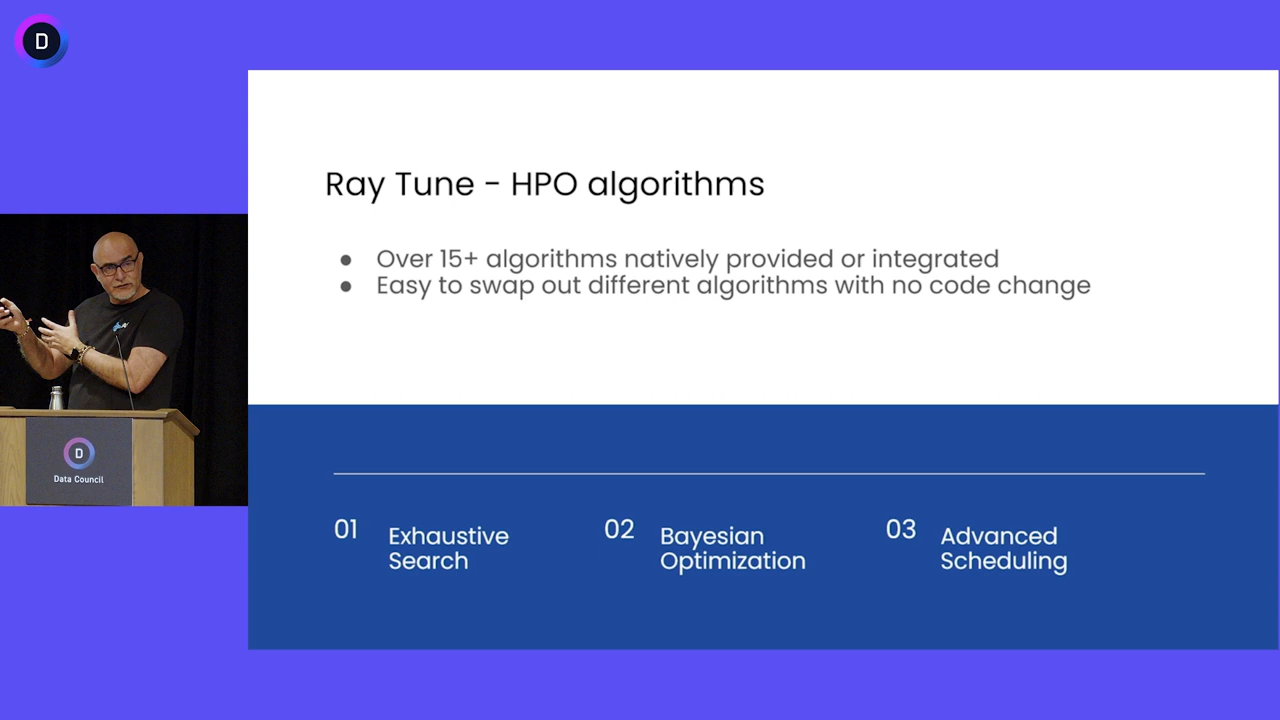 D
Ray Tune - HPO algorithms
● Over 15+ algorithms natively provided or integrated
● Easy to swap out different algorithms with no code change
D
Data Council
01 Exhaustive Search
02 Bayesian Optimization
03 Advanced Scheduling